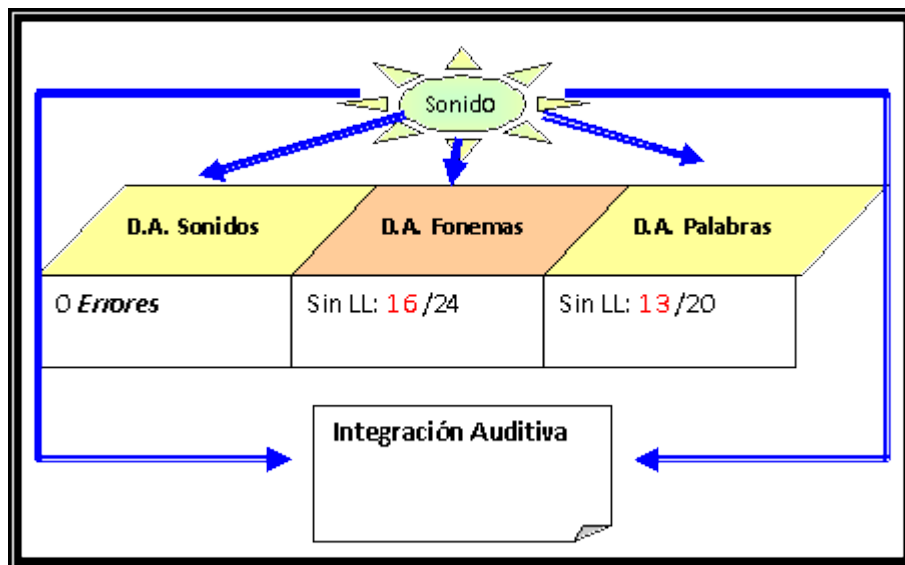 Sonido
D.A. Sonidos
D.A. Fonemas
D.A. Palabras
0 Errores
Sin LL: 16/24
Sin LL: 13/20
Integración Auditiva